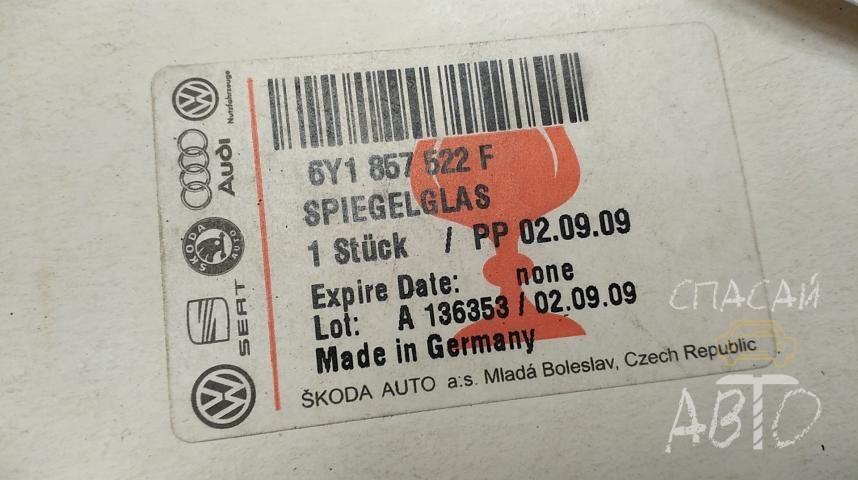 Nutzfahrzeuge
Audi
ŠKODA
AUTO
SEAT
6Y1 857 522 F
SPIEGELGLAS
1 Stück / PP 02.09.09
Expire Date: none
Lot: A 136353 / 02.09.09
Made in Germany
ŠKODA AUTO a.s. Mladá Boleslav, Czech Republic
СПАСАЙ
АВТО